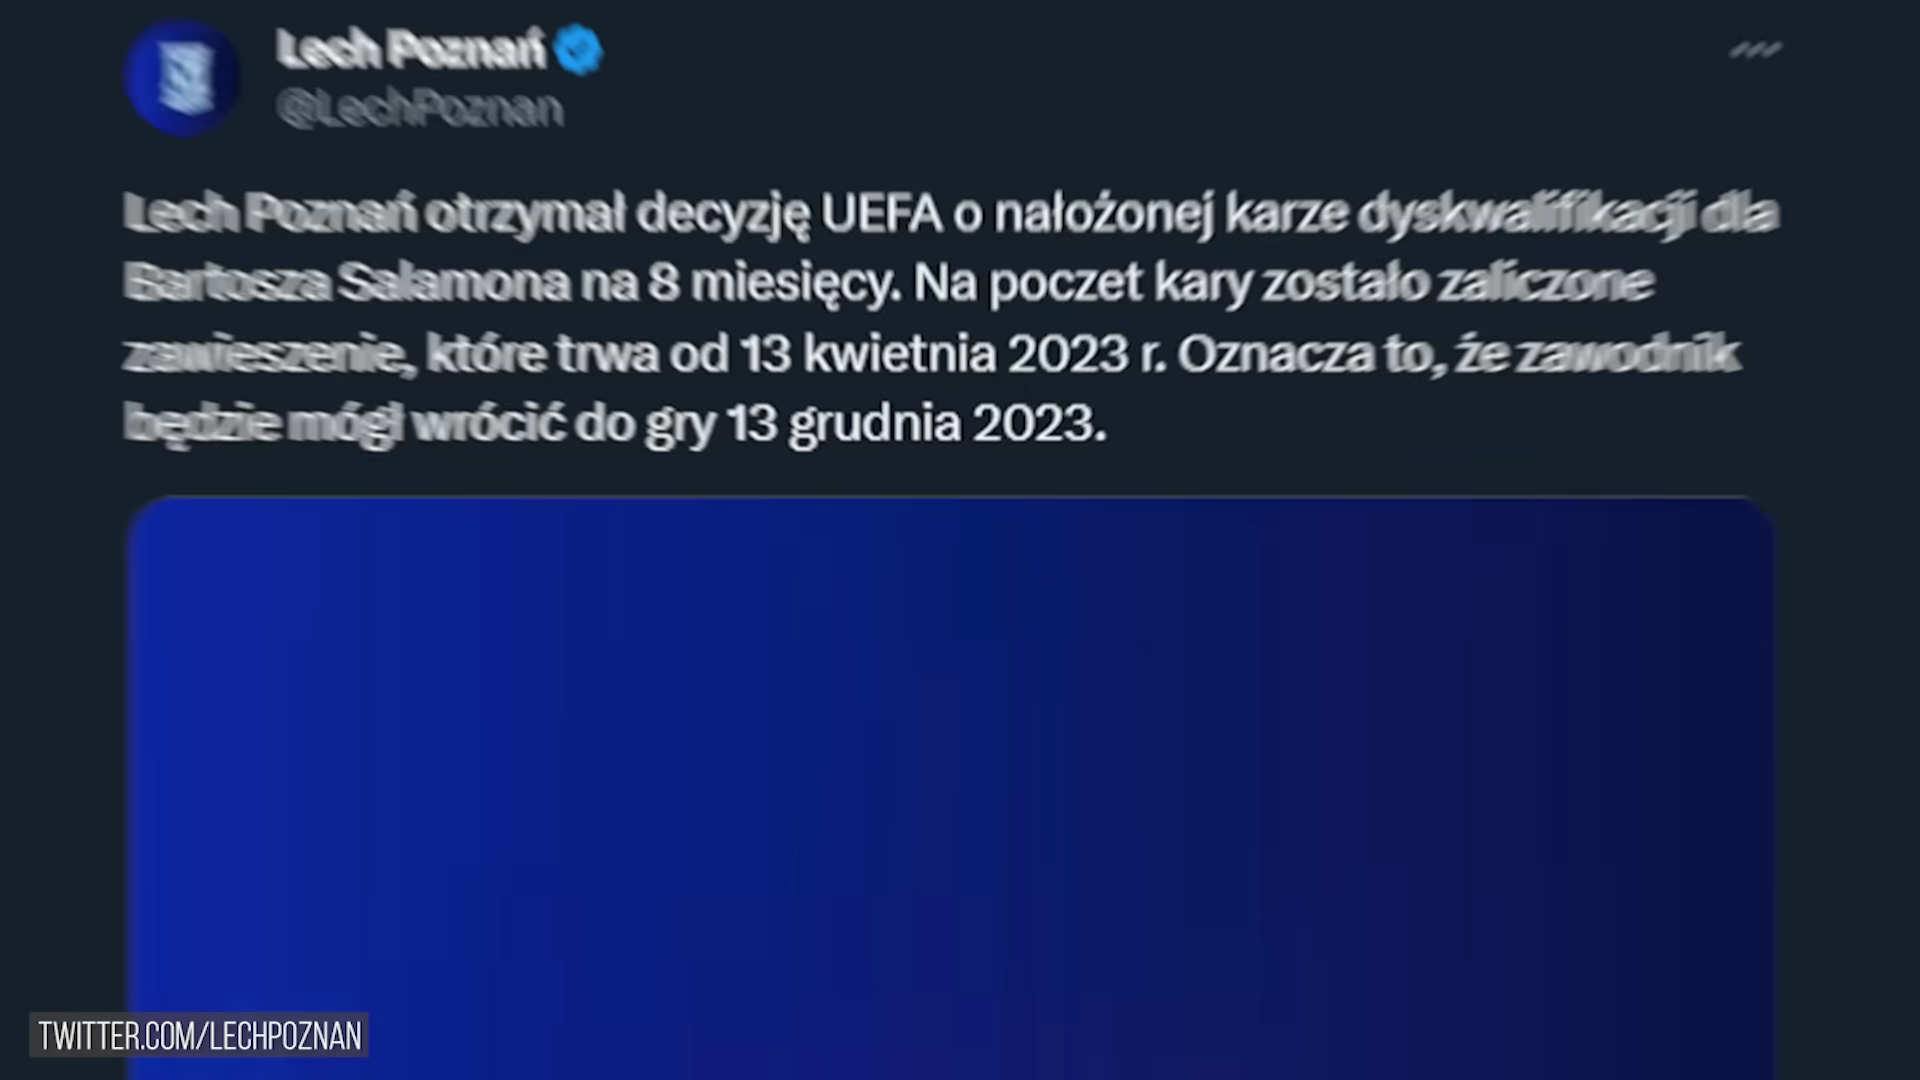 Lech Poznań
@LechPoznan
Lech Poznań otrzymał decyzję UEFA o nałożonej karze dyskwalifikacji dla
Bartosza Salamona na 8 miesięcy. Na poczet kary zostało zaliczone
zawieszenie, które trwa od 13 kwietnia 2023 r. Oznacza to, że zawodnik
będzie mógł wrócić do gry 13 grudnia 2023.
TWITTER.COM/LECHPOZNAN